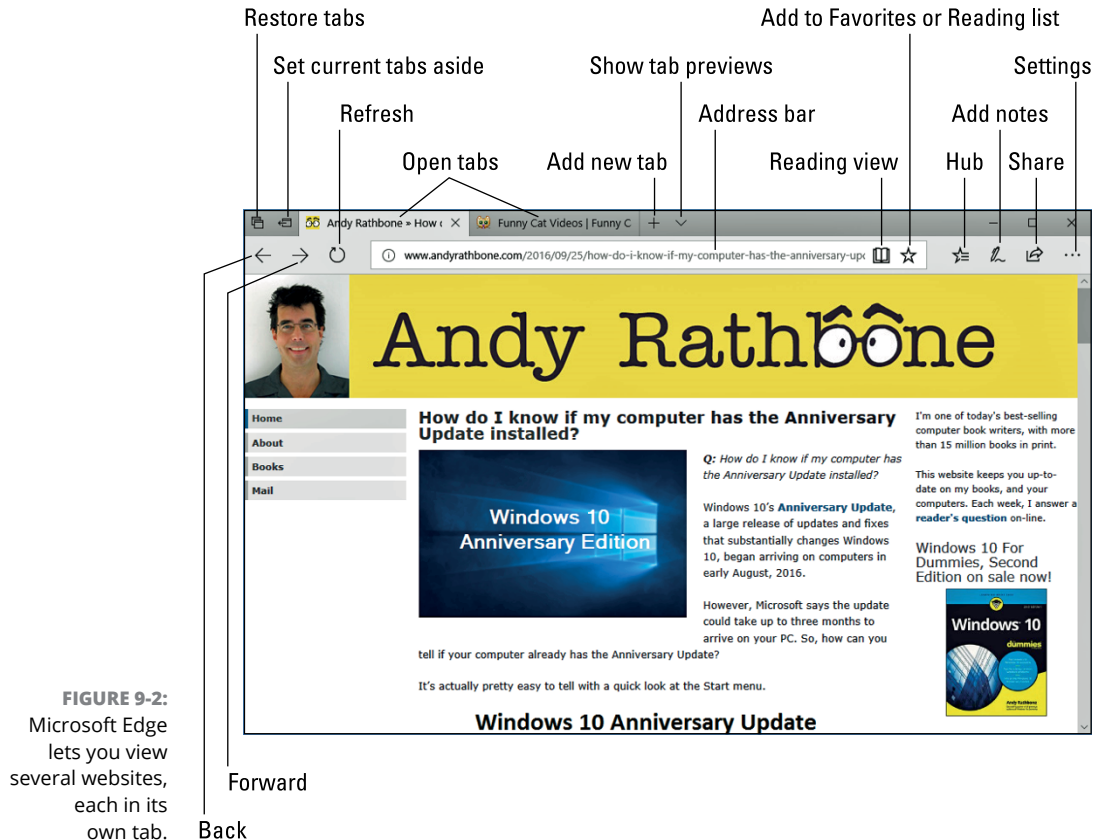 Restore tabs
Add to Favorites or Reading list
Set current tabs aside
Show tab previews
Settings
Refresh
Address bar
Add notes
Open tabs
Add new tab
Reading view
Hub
Share
Andy Rathbone » How
Funny Cat Videos | Funny C
www.andyrathbone.com/2016/09/25/how-do-i-know-if-my-computer-has-the-anniversary-upd
Andy Rathbone
Home
About
Books
Mail
How do I know if my computer has the Anniversary
Update installed?
Windows 10
Anniversary Edition
Q: How do I know if my computer has
the Anniversary Update installed?
Windows 10's Anniversary Update,
a large release of updates and fixes
that substantially changes Windows
10, began arriving on computers in
early August, 2016.
However, Microsoft says the update
could take up to three months to
arrive on your PC. So, how can you
tell if your computer already has the Anniversary Update?
It's actually pretty easy to tell with a quick look at the Start menu.
Windows 10 Anniversary Update
I'm one of today's best-selling
computer book writers, with more
than 15 million books in print.
This website keeps you up-to-
date on my books, and your
computers. Each week, I answer a
reader's question on-line.
Windows 10 For
Dummies, Second
Edition on sale now!
Windows 10
dummies
Andy Rathbone
FIGURE 9-2:
Microsoft Edge
lets you view
several websites,
each in its
own tab.
Forward
Back